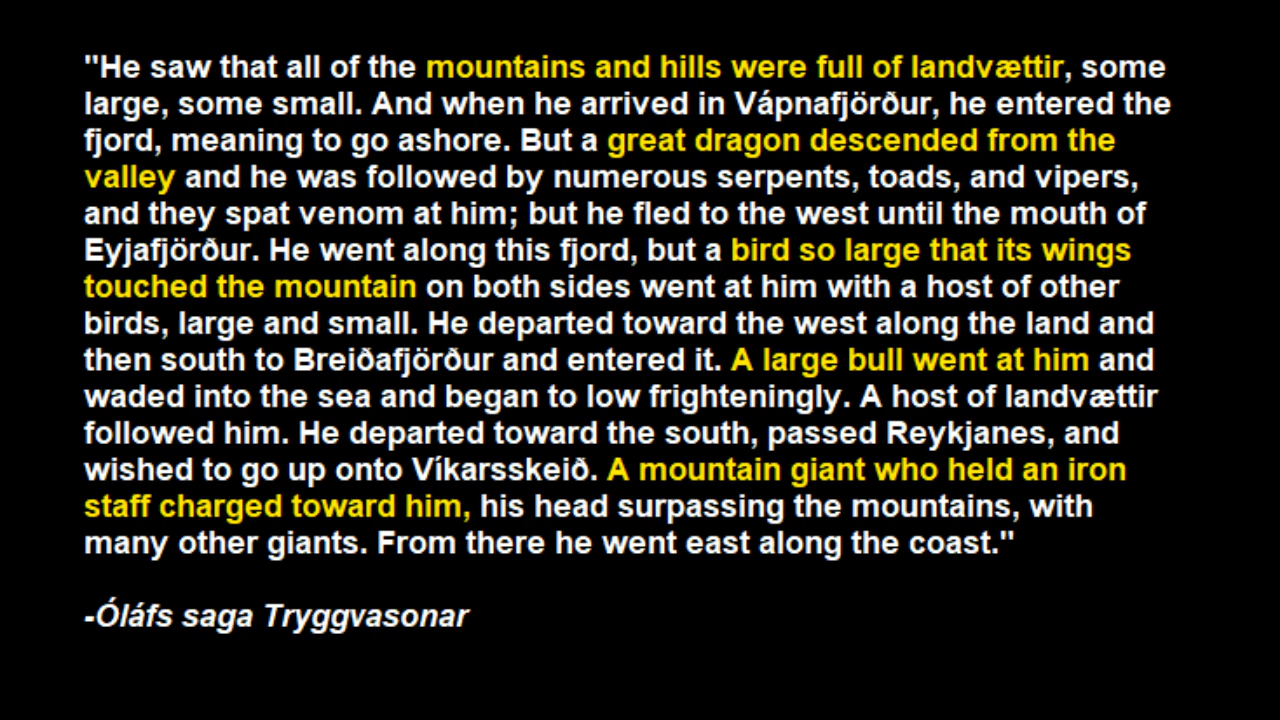 "He saw that all of the mountains and hills were full of landvættir, some
large, some small. And when he arrived in Vápnafjörður, he entered the
fjord, meaning to go ashore. But a great dragon descended from the
valley and he was followed by numerous serpents, toads, and vipers,
and they spat venom at him; but he fled to the west until the mouth of
Eyjafjörður. He went along this fjord, but a bird so large that its wings
touched the mountain on both sides went at him with a host of other
birds, large and small. He departed toward the west along the land and
then south to Breiðafjörður and entered it. A large bull went at him and
waded into the sea and began to low frighteningly. A host of landvættir
followed him. He departed toward the south, passed Reykjanes, and
wished to go up onto Víkarsskeið. A mountain giant who held an iron
staff charged toward him, his head surpassing the mountains, with
many other giants. From there he went east along the coast."
-Óláfs saga Tryggvasonar